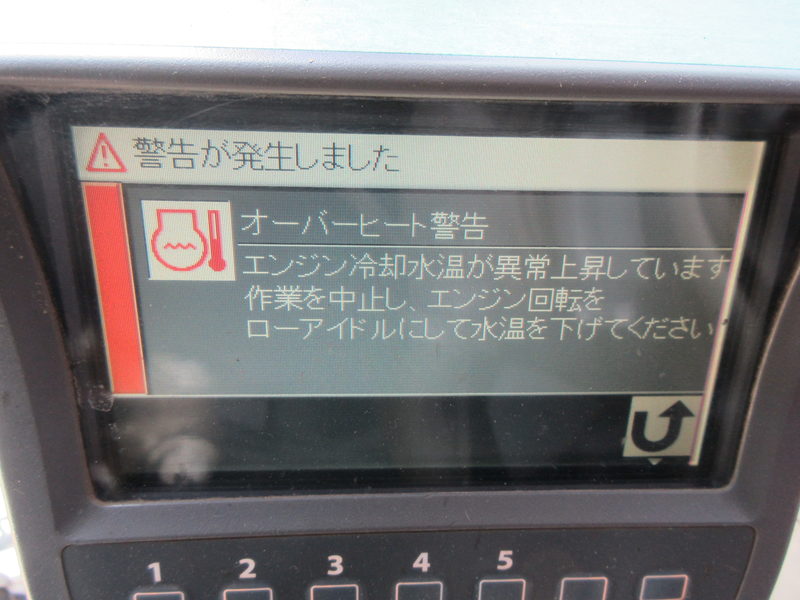 警告が発生しました
オーバーヒート警告
エンジン冷却水温が異常上昇しています
作業を中止し、エンジン回転を
ローアイドルにして水温を下げてください
1 2 3 4 5